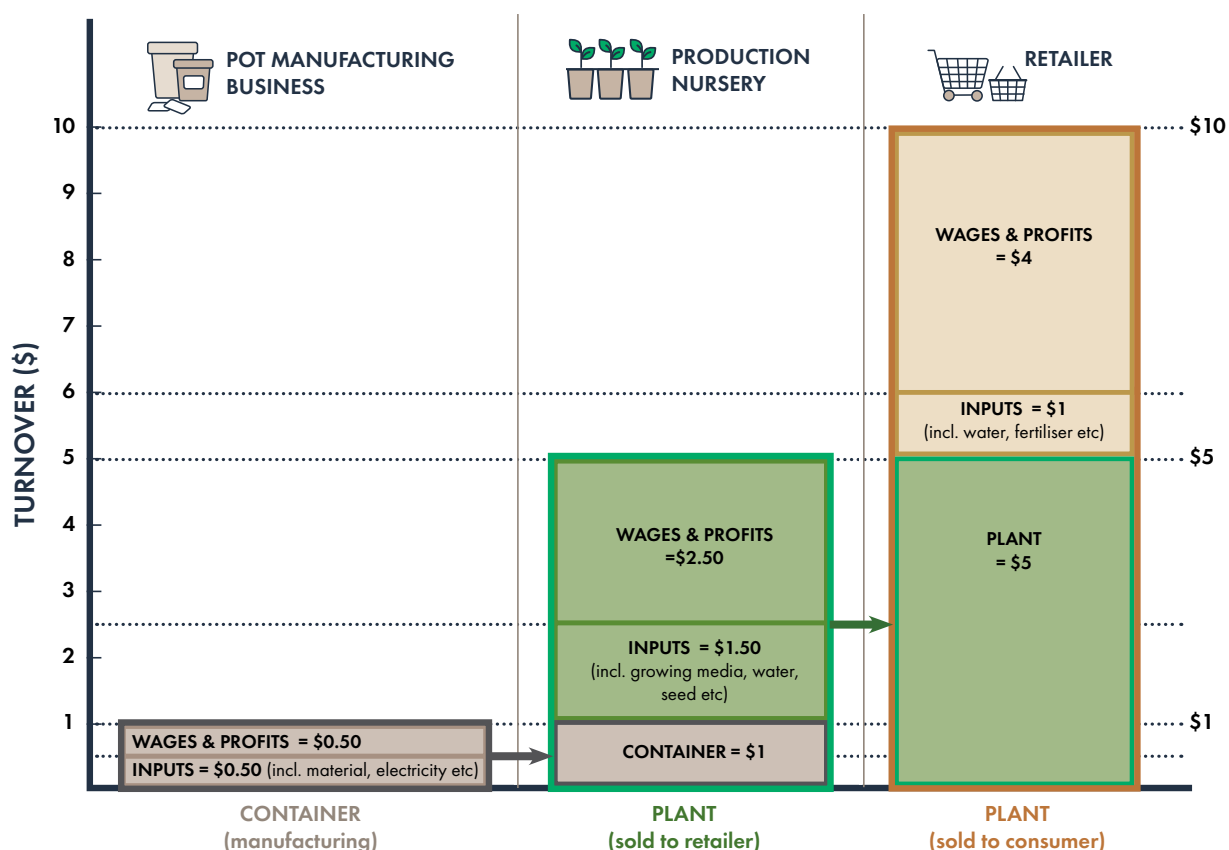 POT MANUFACTURING
BUSINESS
PRODUCTION
NURSERY
RETAILER
TURNOVER ($)
10
9
8
7
6
5
4
3
2
1
$10
$5
$1
WAGES & PROFITS = $0.50
INPUTS = $0.50 (incl. material, electricity etc)
WAGES & PROFITS
=$2.50
INPUTS = $1.50
(incl. growing media, water,
seed etc)
CONTAINER = $1
WAGES & PROFITS
= $4
INPUTS = $1
(incl. water, fertiliser etc)
PLANT
= $5
CONTAINER
(manufacturing)
PLANT
(sold to retailer)
PLANT
(sold to consumer)